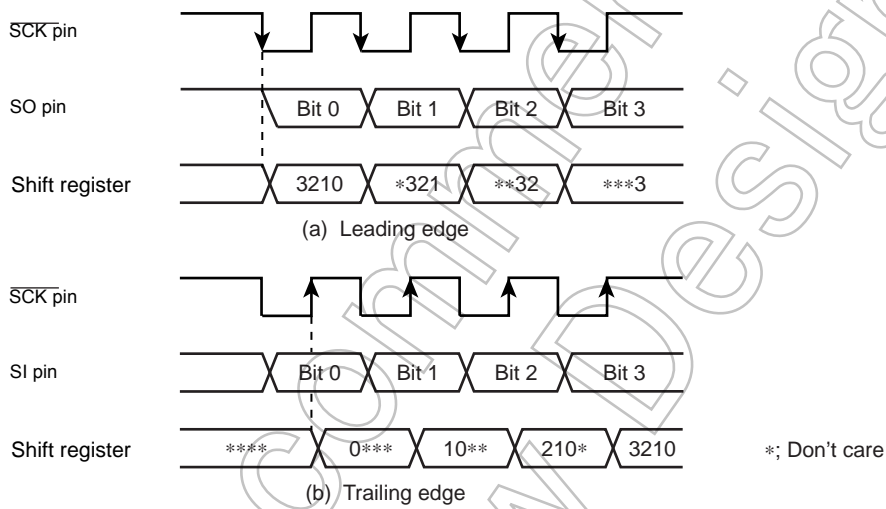 SCK pin
SO pin
Bit 0 Bit 1 Bit 2 Bit 3
Shift register
3210 *321 **32 ***3
(a) Leading edge
SCK pin
SI pin
Bit 0 Bit 1 Bit 2 Bit 3
Shift register
**** 0*** 10** 210* 3210
*; Don't care
(b) Trailing edge